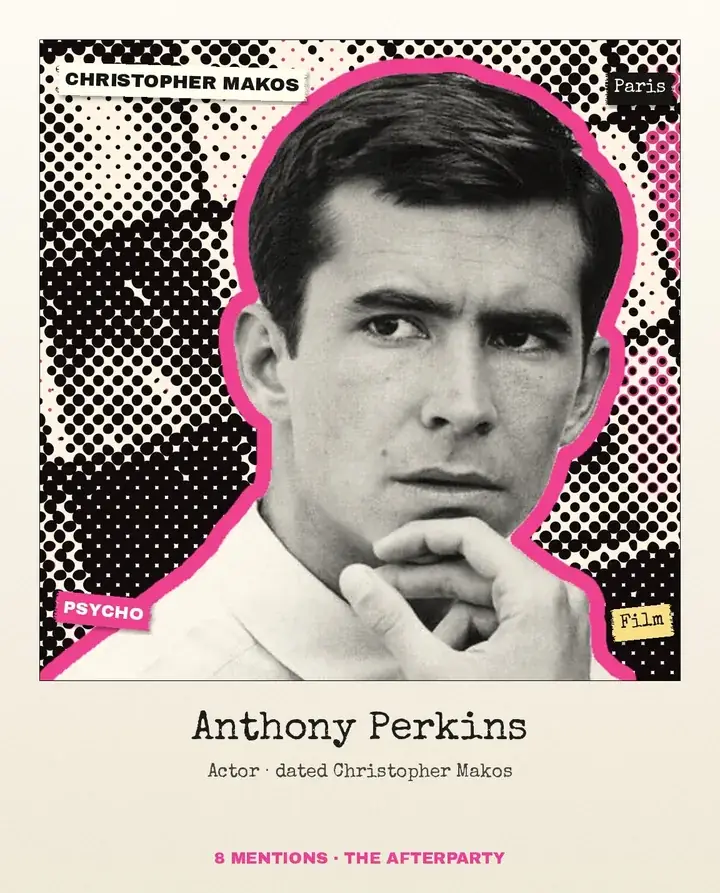 CHRISTOPHER MAKOS
Paris
PSYCHO
Film
Anthony Perkins
Actor · dated Christopher Makos
8 MENTIONS · THE AFTERPARTY